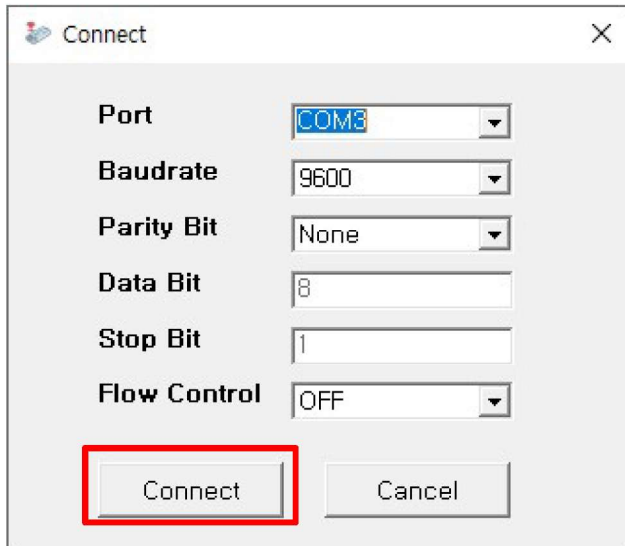 Connect
Port COM3
Baudrate 9600
Parity Bit None
Data Bit 8
Stop Bit 1
Flow Control OFF
Connect Cancel